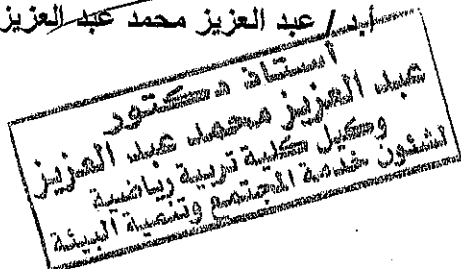 أ.د / عبد العزيز محمد عبد العزيز
أستاذ دكتور
عبد العزيز محمد عبد العزيز
وكيل كلية تربية رياضية
لشئون خدمة المجتمع وتنمية البيئة